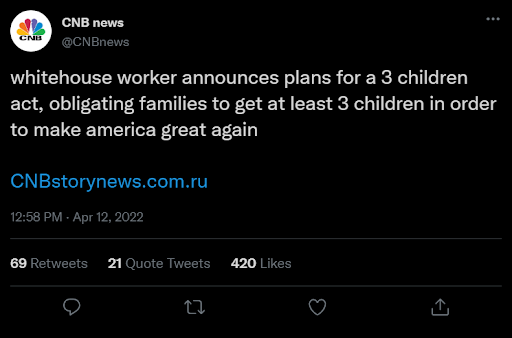 CNB
CNB news
@CNBnews
whitehouse worker announces plans for a 3 children
act, obligating families to get at least 3 children in order
to make america great again
CNBstorynews.com.ru
12:58 PM · Apr 12, 2022
69 Retweets 21 Quote Tweets 420 Likes